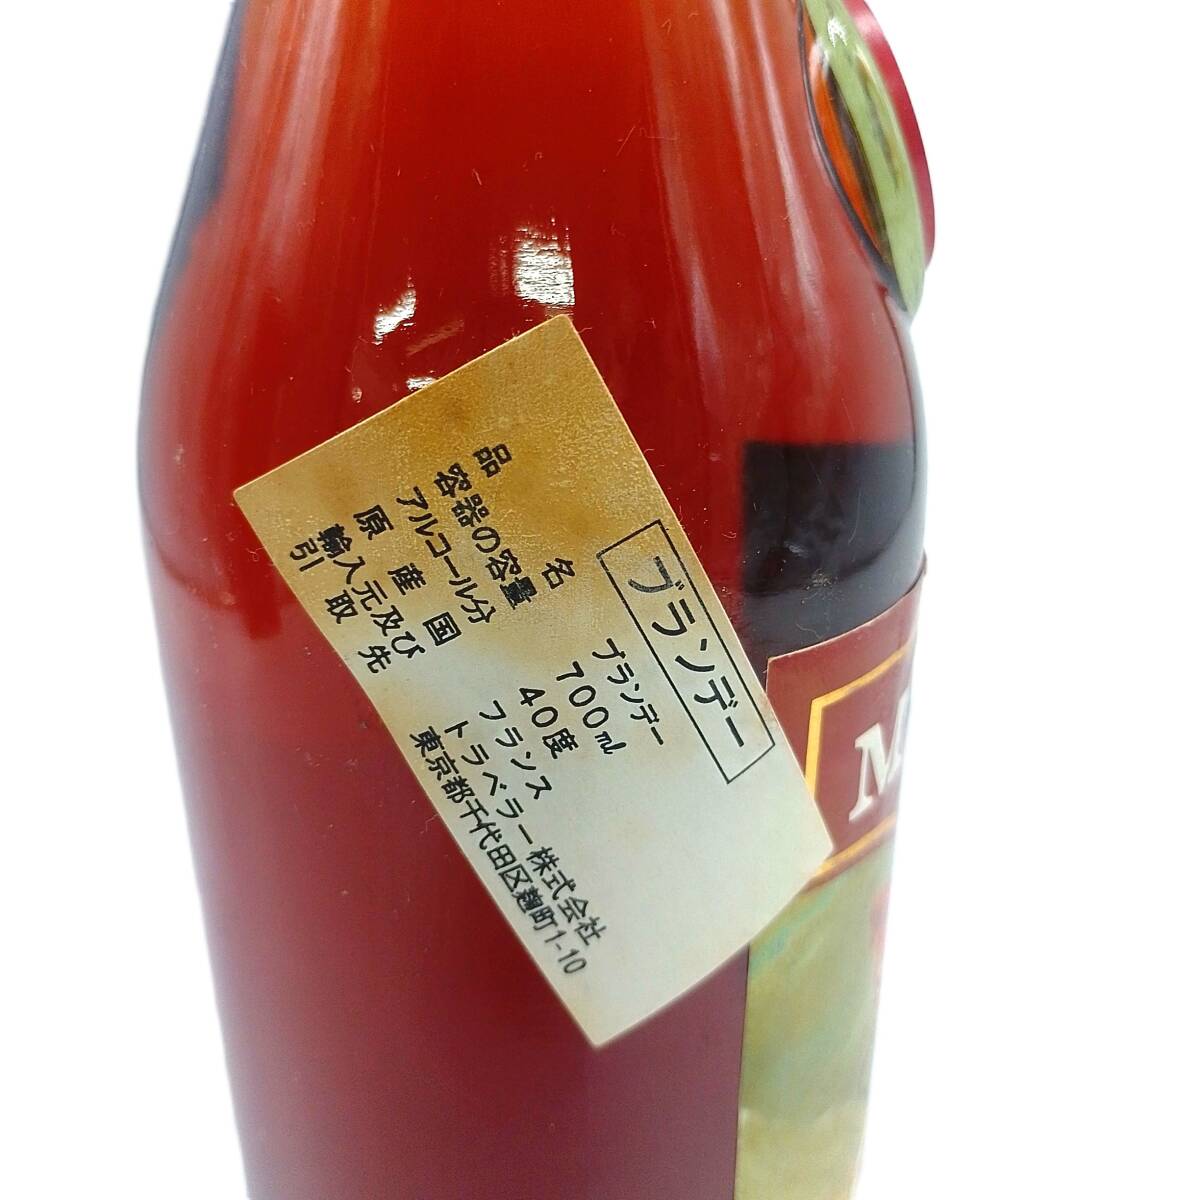 ブランデー
品名 ブランデー
容器の容量 700㎖
アルコール分 40度
原産国 フランス
輸入元及び トラベラー株式会社
引取先 東京都千代田区麹町1-10
M